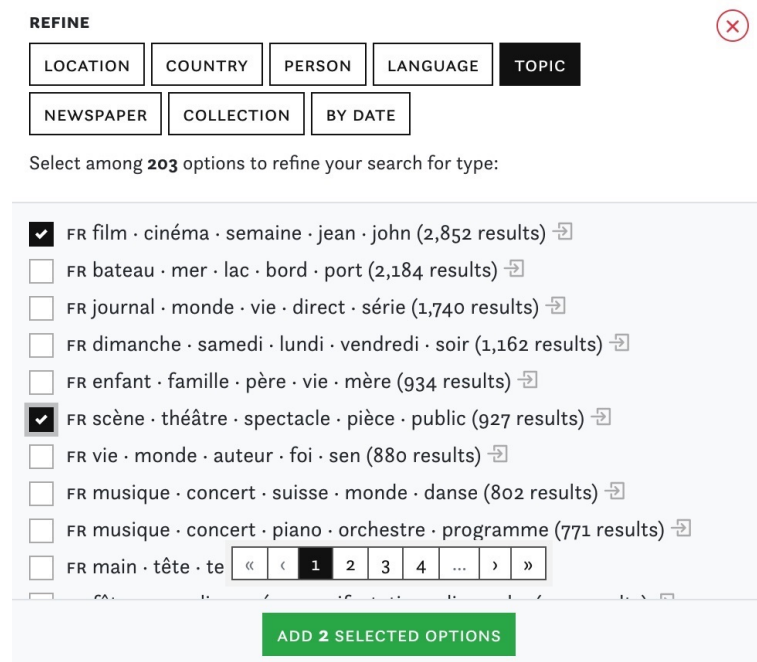 REFINE
LOCATION COUNTRY PERSON LANGUAGE TOPIC
NEWSPAPER COLLECTION BY DATE
Select among 203 options to refine your search for type:
FR film · cinéma · semaine · jean · john (2,852 results)
FR bateau · mer · lac · bord · port (2,184 results)
FR journal · monde · vie · direct · série (1,740 results)
FR dimanche · samedi · lundi · vendredi · soir (1,162 results)
FR enfant · famille · père · vie · mère (934 results)
FR scène · théâtre · spectacle · pièce · public (927 results)
FR vie · monde · auteur · foi · sen (880 results)
FR musique · concert · suisse · monde · danse (802 results)
FR musique · concert · piano · orchestre · programme (771 results)
FR main · tête · te
« ‹ 1 2 3 4 ... › »
ADD 2 SELECTED OPTIONS